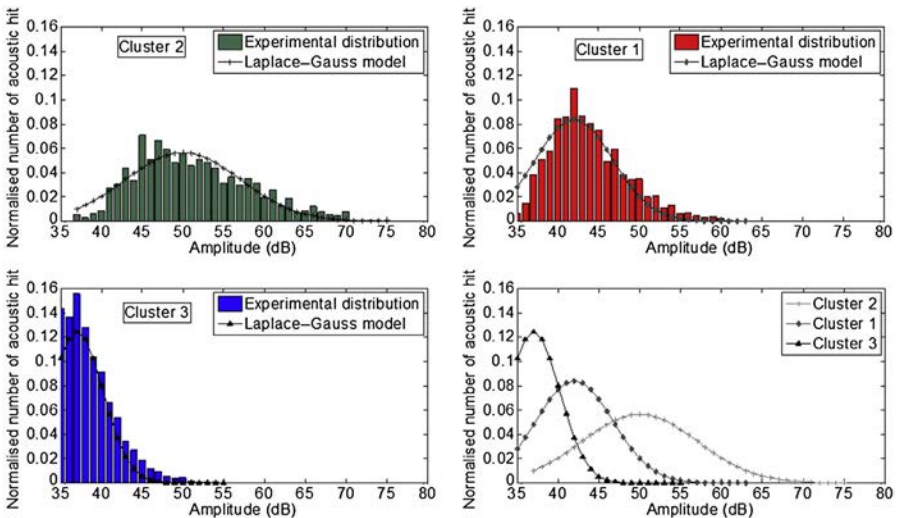 Normalised number of acoustic hit
0.16
0.14
0.12
0.1
0.08
0.06
0.04
0.02
0
Cluster 2
Experimental distribution
Laplace–Gauss model
35 40 45 50 55 60 65 70 75 80
Amplitude (dB)
Normalised number of acoustic hit
0.16
0.14
0.12
0.1
0.08
0.06
0.04
0.02
0
Cluster 1
Experimental distribution
Laplace–Gauss model
35 40 45 50 55 60 65 70 75 80
Amplitude (dB)
Normalised number of acoustic hit
0.16
0.14
0.12
0.1
0.08
0.06
0.04
0.02
0
Cluster 3
Experimental distribution
Laplace–Gauss model
35 40 45 50 55 60 65 70 75 80
Amplitude (dB)
Normalised number of acoustic hit
0.16
0.14
0.12
0.1
0.08
0.06
0.04
0.02
0
Cluster 2
Cluster 1
Cluster 3
35 40 45 50 55 60 65 70 75 80
Amplitude (dB)